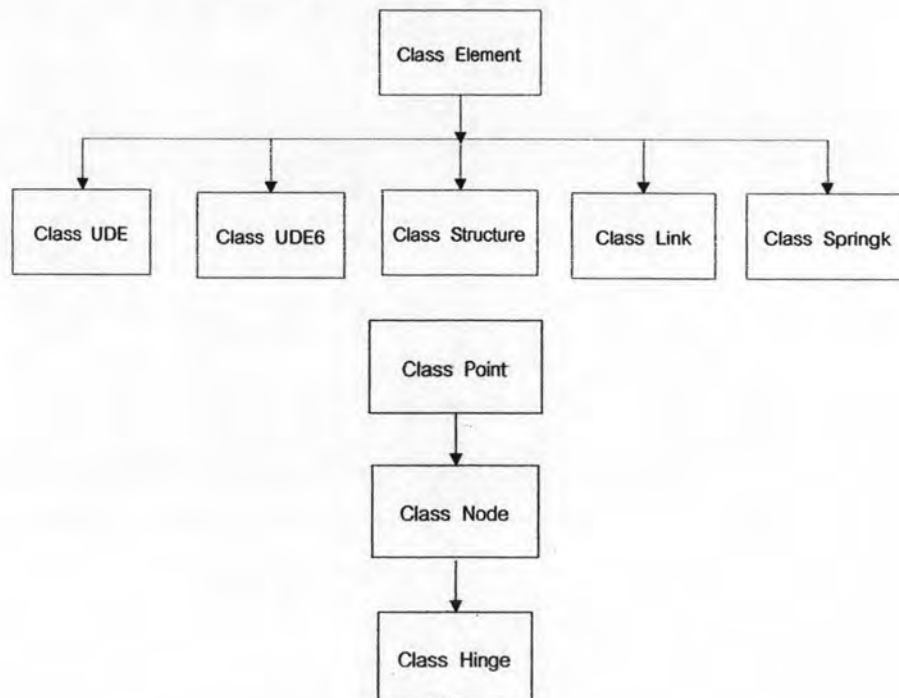 Class Element
Class UDE
Class UDE6
Class Structure
Class Link
Class Springk
Class Point
Class Node
Class Hinge